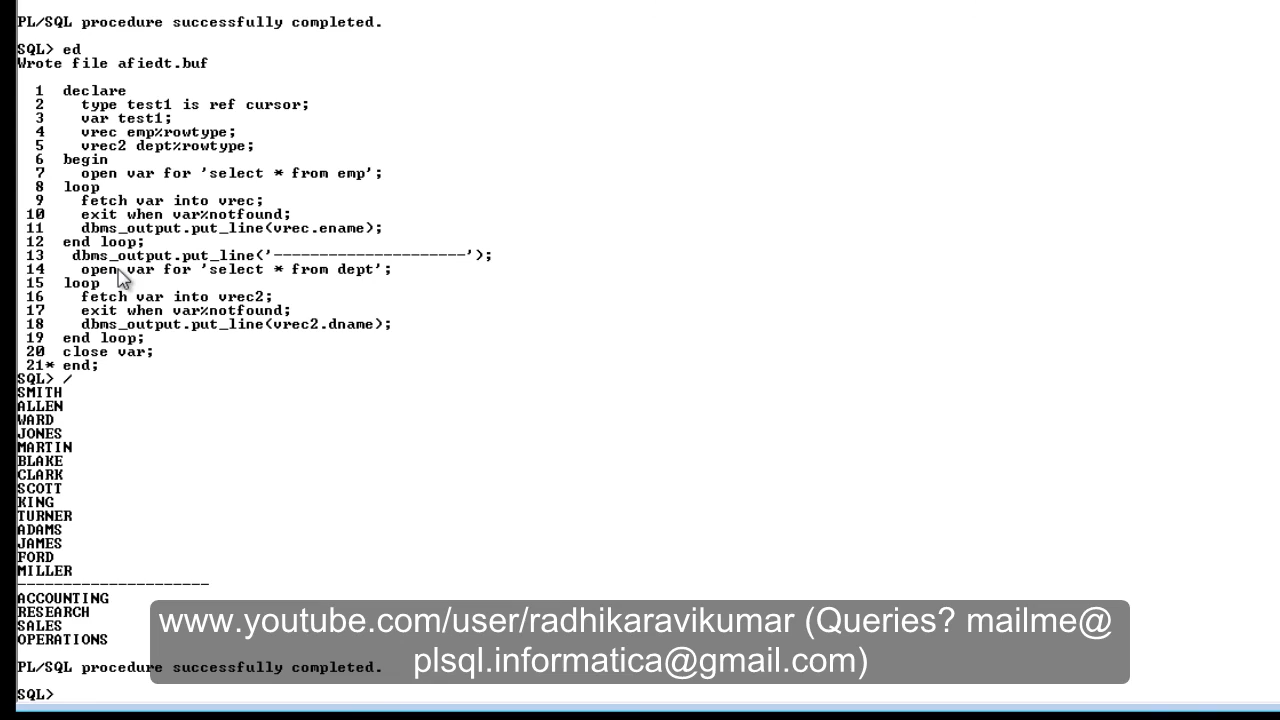 PL/SQL procedure successfully completed.
SQL> ed
Wrote file afiedt.buf
1 declare
2 type test1 is ref cursor;
3 var test1;
4 vrec emp%rowtype;
5 vrec2 dept%rowtype;
6 begin
7 open var for 'select * from emp';
8 loop
9 fetch var into vrec;
10 exit when var%notfound;
11 dbms_output.put_line(vrec.ename);
12 end loop;
13 dbms_output.put_line('---------------------');
14 open var for 'select * from dept';
15 loop
16 fetch var into vrec2;
17 exit when var%notfound;
18 dbms_output.put_line(vrec2.dname);
19 end loop;
20 close var;
21* end;
SQL> /
SMITH
ALLEN
WARD
JONES
MARTIN
BLAKE
CLARK
SCOTT
KING
TURNER
ADAMS
JAMES
FORD
MILLER
---------------------
ACCOUNTING
RESEARCH
SALES
OPERATIONS
www.youtube.com/user/radhikaravikumar (Queries? mailme@
plsql.informatica@gmail.com)
PL/SQL procedure successfully completed.
SQL>